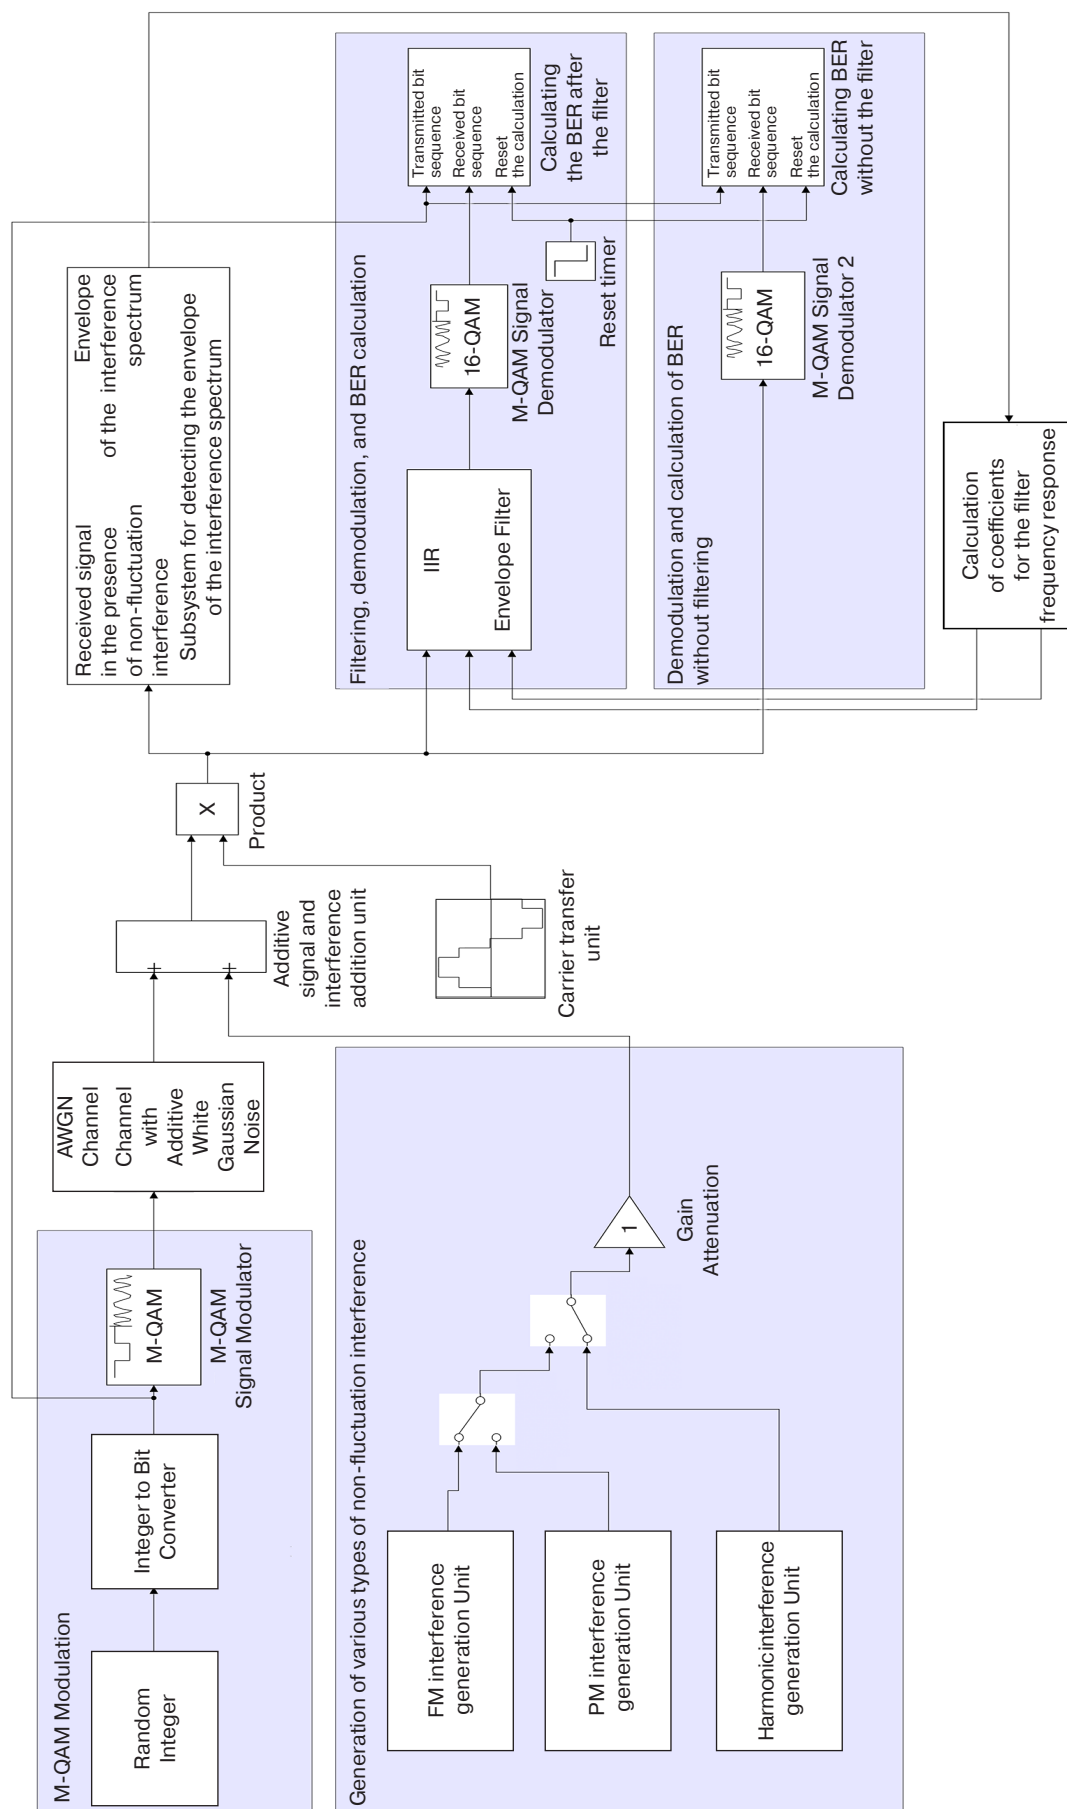 M-QAM Modulation
Random
Integer
Integer to Bit
Converter
M-QAM
M-QAM
Signal Modulator
AWGN
Channel
Channel
with
Additive
White
Gaussian
Noise
+
+
Additive
signal and
interference
addition unit
X
Product
Carrier transfer
unit
Received signal
in the presence
of non-fluctuation
interference
Envelope
of the interference
spectrum
Subsystem for detecting the envelope
of the interference spectrum
Generation of various types of non-fluctuation interference
FM interference
generation Unit
PM interference
generation Unit
Harmonicinterference
generation Unit
1
Gain
Attenuation
Filtering, demodulation, and BER calculation
IIR
Envelope Filter
16-QAM
M-QAM Signal
Demodulator
Reset timer
Transmitted bit
sequence
Received bit
sequence
Reset
the calculation
Calculating
the BER after
the filter
Demodulation and calculation of BER
without filtering
16-QAM
M-QAM Signal
Demodulator 2
Transmitted bit
sequence
Received bit
sequence
Reset
the calculation
Calculating BER
without the filter
Calculation
of coefficients
for the filter
frequency response